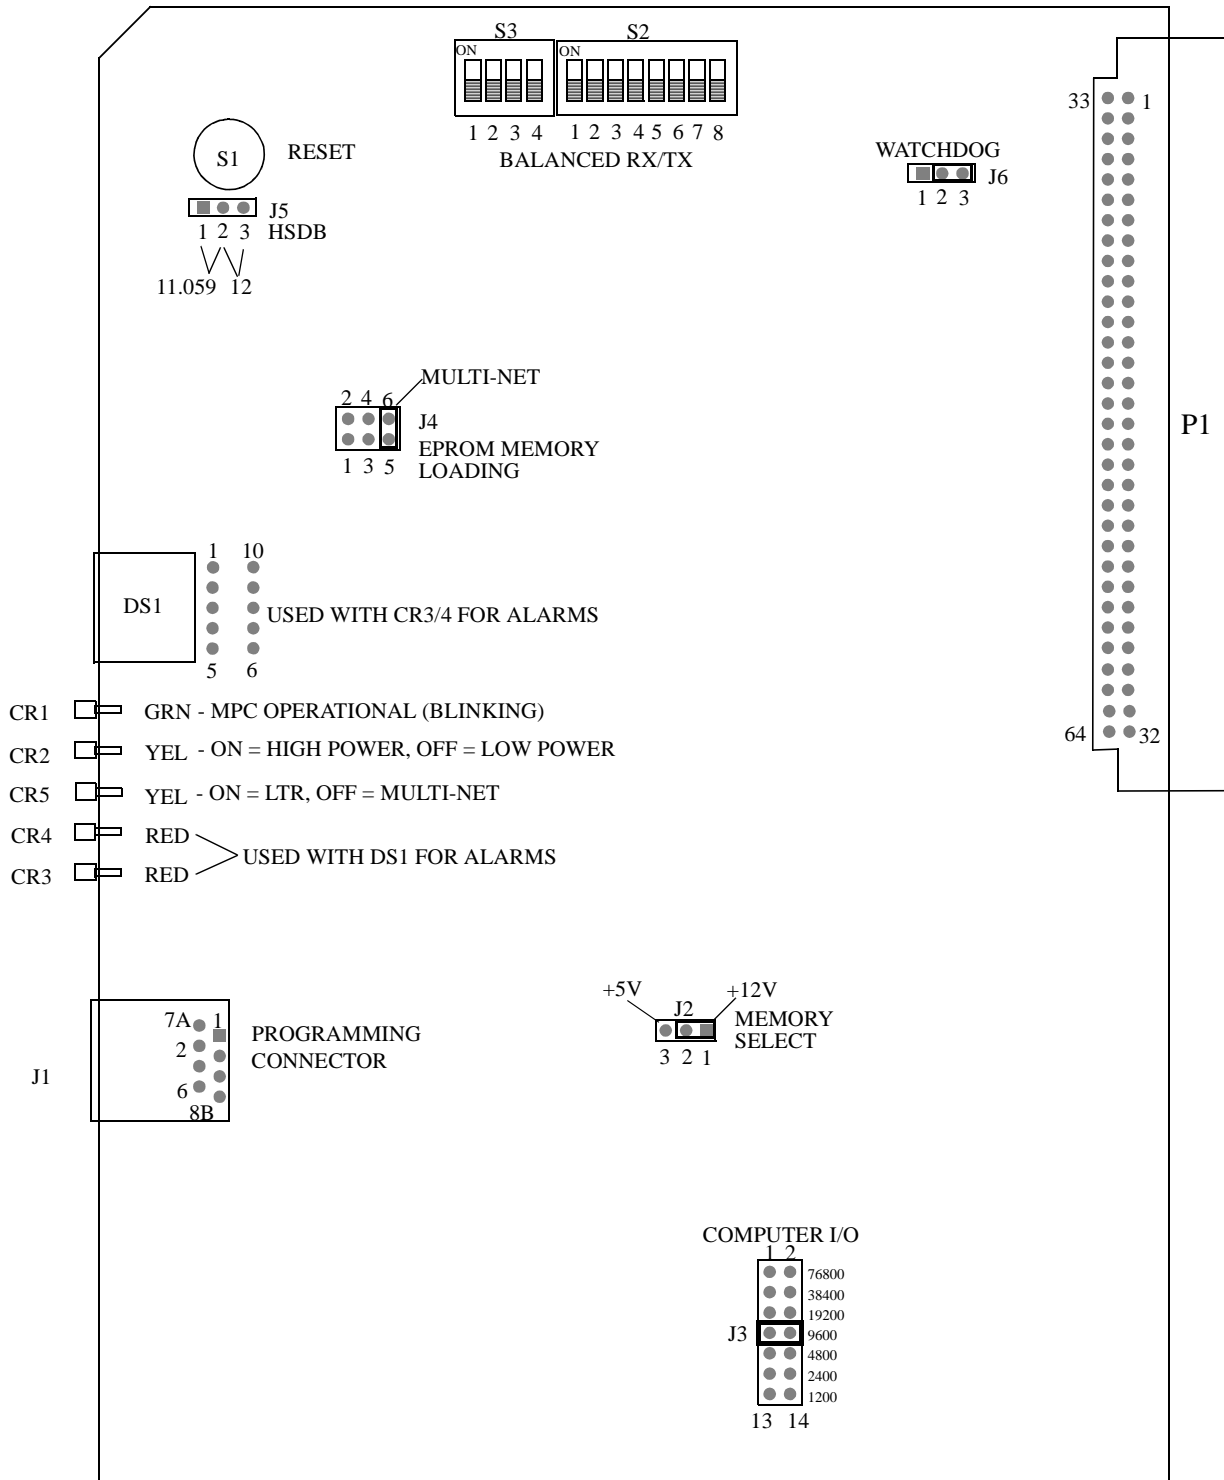 S3 S2
ON ON
1 2 3 4 1 2 3 4 5 6 7 8
BALANCED RX/TX
S1 RESET
J5
1 2 3 HSDB
11.059 12
WATCHDOG
J6
1 2 3
33 1
P1
64 32
MULTI-NET
2 4 6
J4
EPROM MEMORY
LOADING
1 3 5
1 10
DS1
USED WITH CR3/4 FOR ALARMS
5 6
CR1 GRN - MPC OPERATIONAL (BLINKING)
CR2 YEL - ON = HIGH POWER, OFF = LOW POWER
CR5 YEL - ON = LTR, OFF = MULTI-NET
CR4 RED
USED WITH DS1 FOR ALARMS
CR3 RED
7A 1
2
6
8B
J1
PROGRAMMING
CONNECTOR
+5V +12V
J2
MEMORY
SELECT
3 2 1
COMPUTER I/O
1 2
76800
38400
19200
J3 9600
4800
2400
1200
13 14